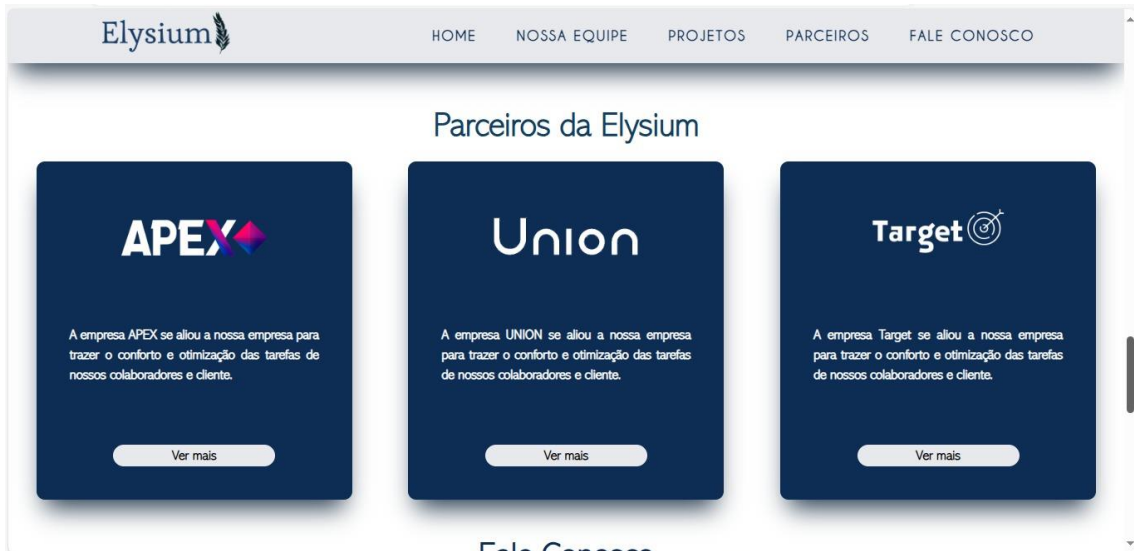 Elysium
HOME NOSSA EQUIPE PROJETOS PARCEIROS FALE CONOSCO
Parceiros da Elysium
APEX
A empresa APEX se aliou a nossa empresa para
trazer o conforto e otimização das tarefas de
nossos colaboradores e cliente.
Ver mais
Union
A empresa UNION se aliou a nossa empresa
para trazer o conforto e otimização das tarefas
de nossos colaboradores e cliente.
Ver mais
Target
A empresa Target se aliou a nossa empresa
para trazer o conforto e otimização das tarefas
de nossos colaboradores e cliente.
Ver mais
Fale Conosco